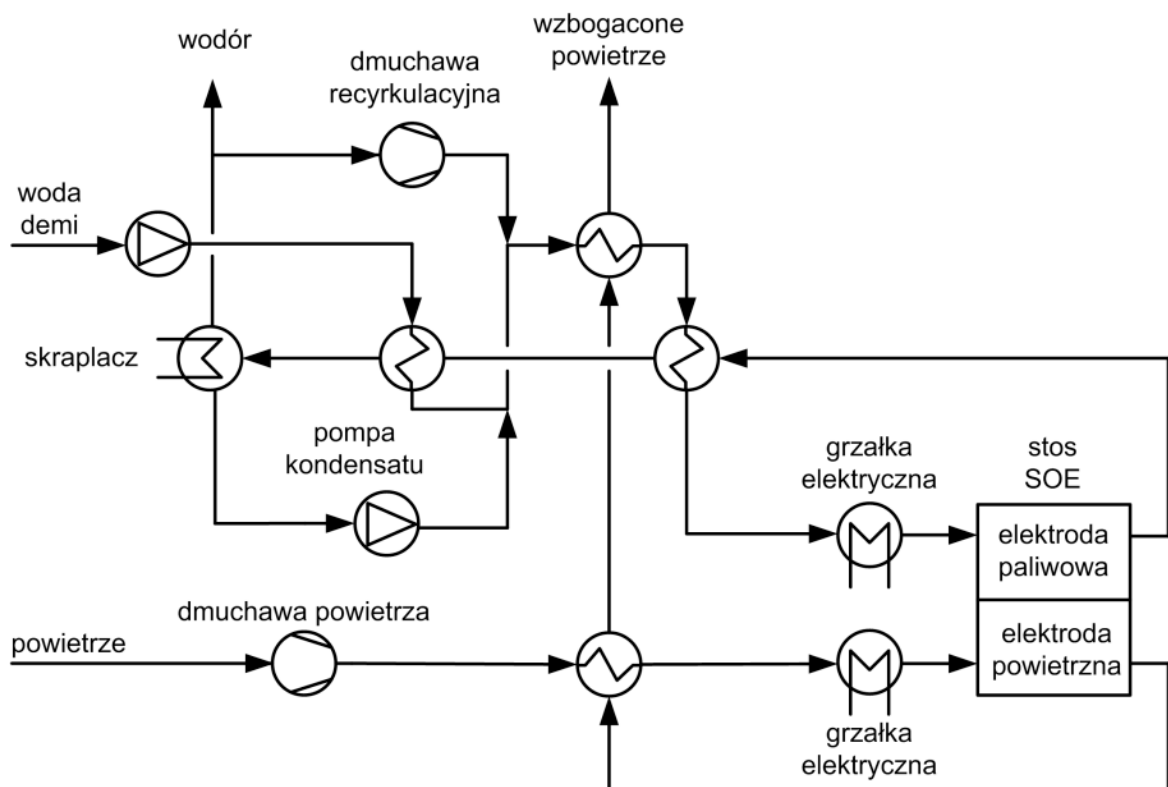 wodór
dmuchawa
recyrkulacyjna
wzbogacone
powietrze
woda
demi
skraplacz
pompa
kondensatu
grzałka
elektryczna
stos
SOE
elektroda
paliwowa
dmuchawa powietrza
powietrze
elektroda
powietrzna
grzałka
elektryczna